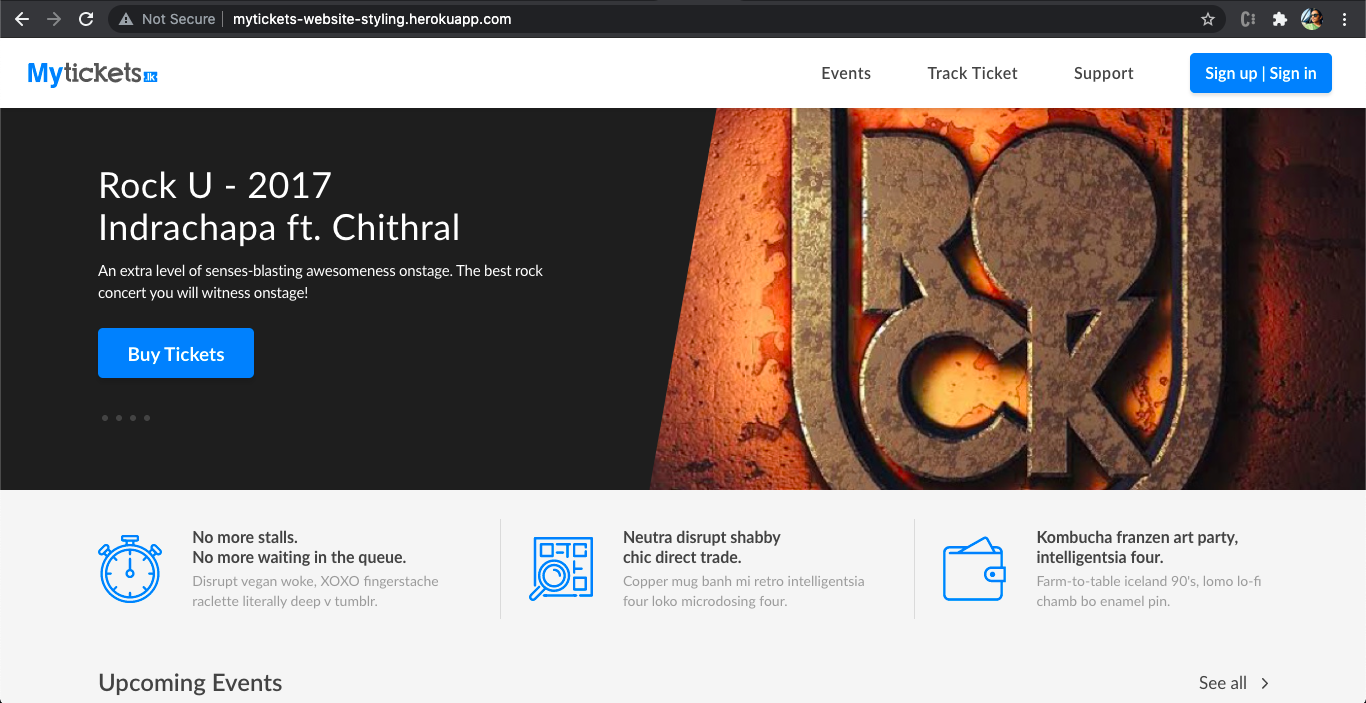 Not Secure | mytickets-website-styling.herokuapp.com
Mytickets.lk
Events
Track Ticket
Support
Sign up | Sign in
Rock U - 2017
Indrachapa ft. Chithral
An extra level of senses-blasting awesomeness onstage. The best rock
concert you will witness onstage!
Buy Tickets
ROCK
No more stalls.
No more waiting in the queue.
Disrupt vegan woke, XOXO fingerstache
raclette literally deep v tumblr.
Neutra disrupt shabby
chic direct trade.
Copper mug banh mi retro intelligentsia
four loko microdosing four.
Kombucha franzen art party,
intelligentsia four.
Farm-to-table iceland 90's, lomo lo-fi
chamb bo enamel pin.
Upcoming Events
See all